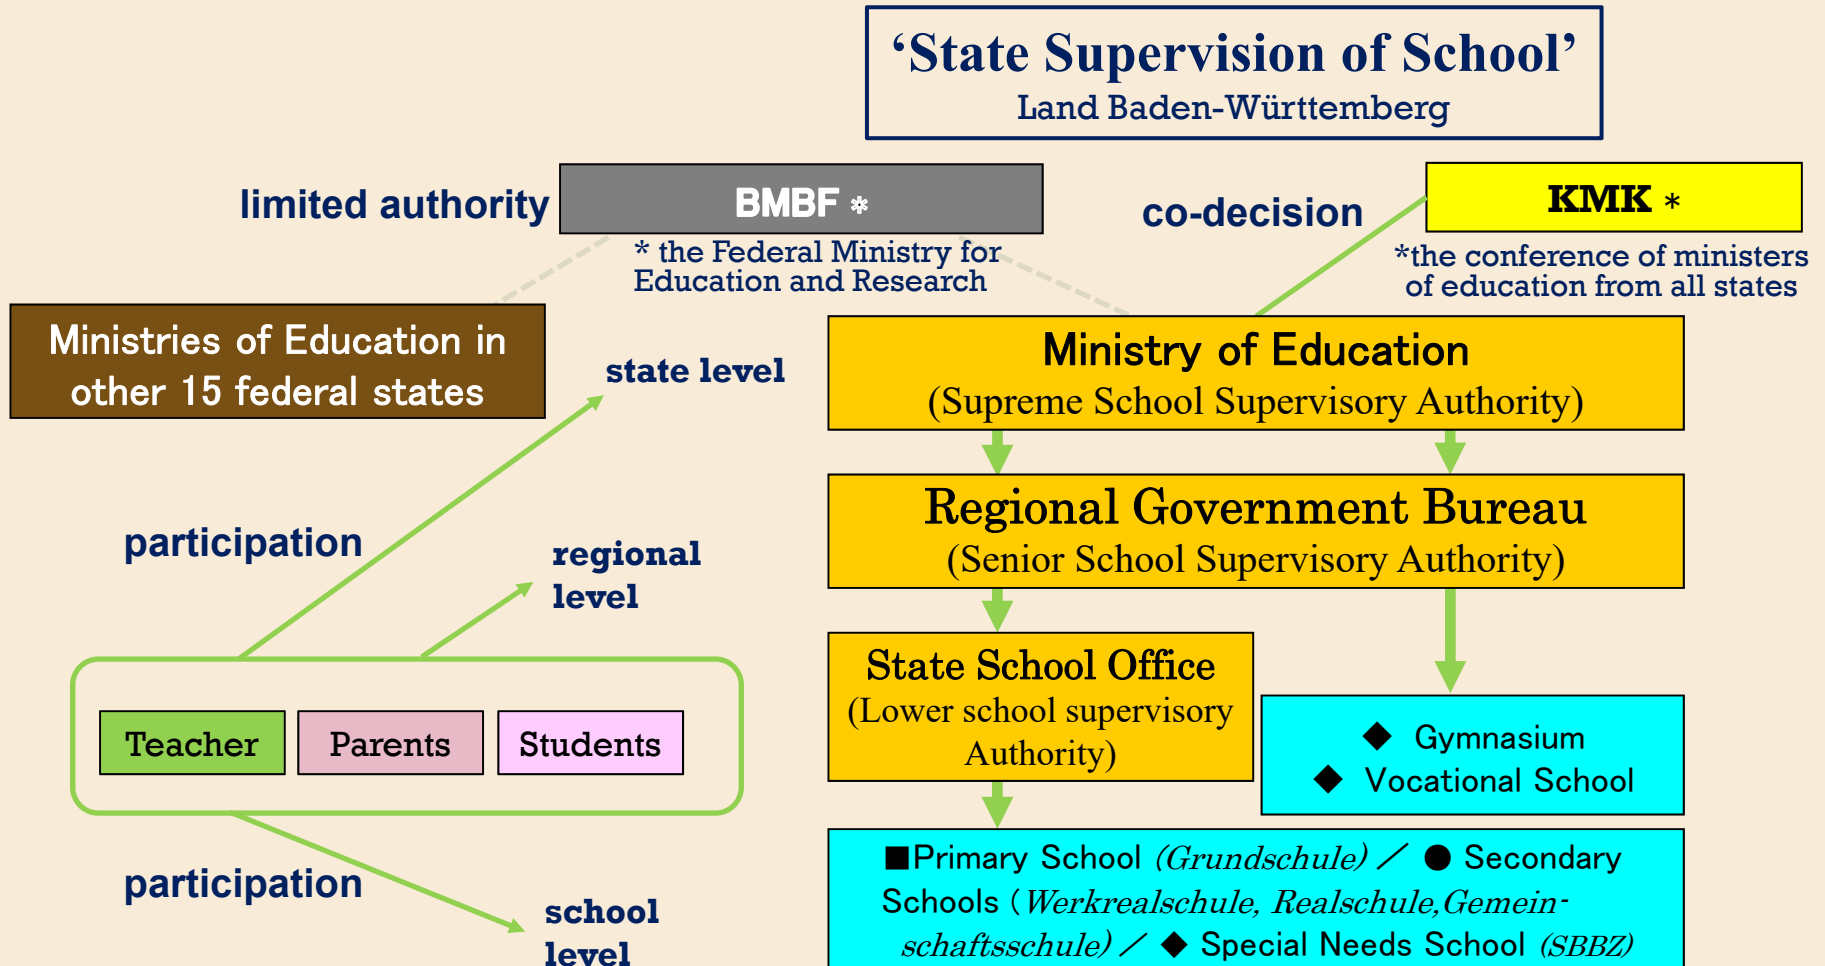 ‘State Supervision of School’
Land Baden-Württemberg
limited authority
BMBF *
co-decision
KMK *
* the Federal Ministry for
Education and Research
*the conference of ministers
of education from all states
Ministries of Education in
other 15 federal states
state level
Ministry of Education
(Supreme School Supervisory Authority)
participation
regional
level
Regional Government Bureau
(Senior School Supervisory Authority)
Teacher
Parents
Students
State School Office
(Lower school supervisory
Authority)
◆ Gymnasium
◆ Vocational School
participation
school
level
■Primary School (Grundschule) ／ ● Secondary
Schools (Werkrealschule, Realschule,Gemein-
schaftsschule) ／ ◆ Special Needs School (SBBZ)